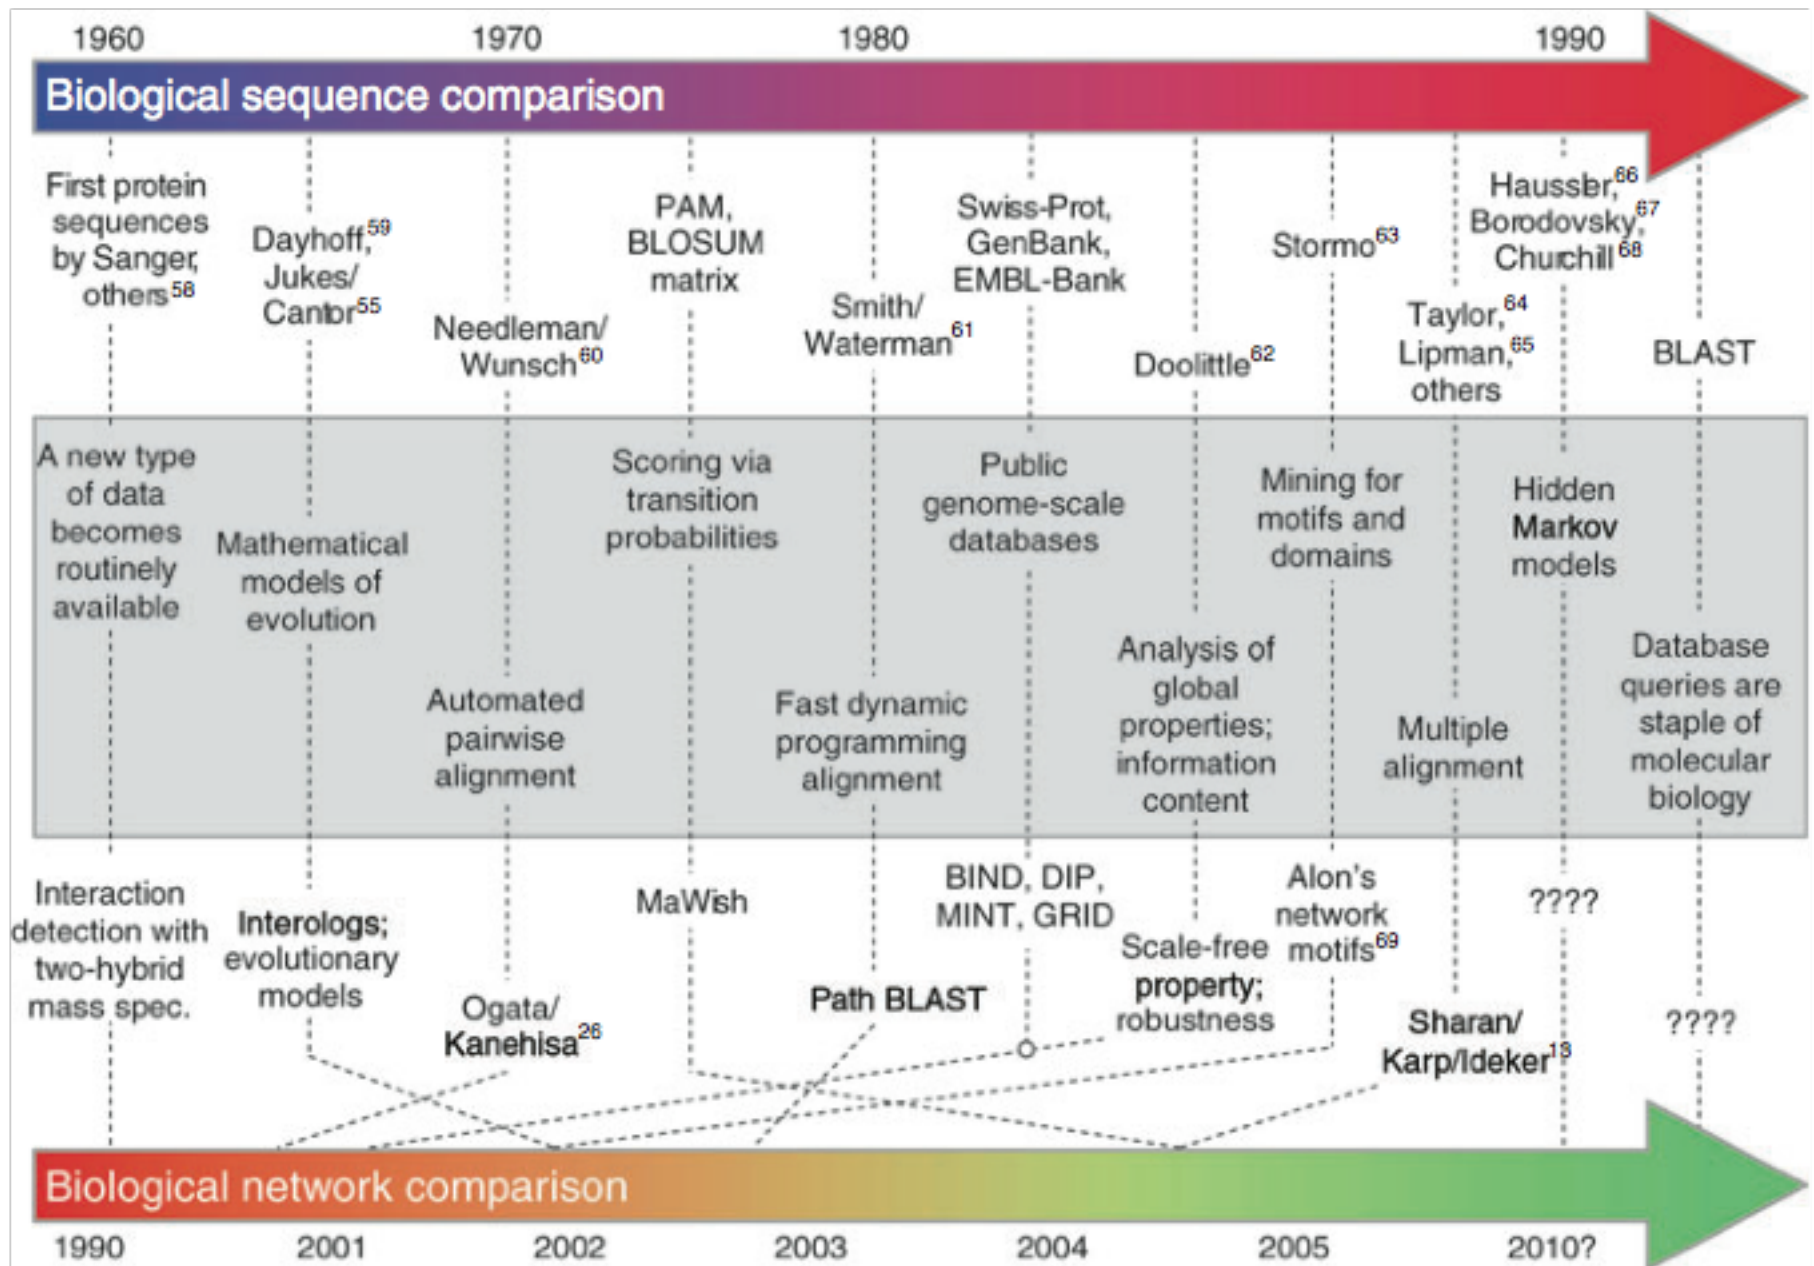 1960
1970
1980
1990
Biological sequence comparison
First protein
sequences
by Sanger,
others58
Dayhoff,59
Jukes/
Cantor55
Needleman/
Wunsch60
PAM,
BLOSUM
matrix
Smith/
Waterman61
Swiss-Prot,
GenBank,
EMBL-Bank
Doolittle62
Stormo63
Taylor,64
Lipman,65
others
Haussler,66
Borodovsky,67
Churchill68
BLAST
A new type
of data
becomes
routinely
available
Mathematical
models of
evolution
Automated
pairwise
alignment
Scoring via
transition
probabilities
Fast dynamic
programming
alignment
Public
genome-scale
databases
Analysis of
global
properties;
information
content
Mining for
motifs and
domains
Multiple
alignment
Hidden
Markov
models
Database
queries are
staple of
molecular
biology
Interaction
detection with
two-hybrid
mass spec.
Interologs;
evolutionary
models
Ogata/
Kanehisa26
MaWish
Path BLAST
BIND, DIP,
MINT, GRID
Scale-free
property;
robustness
Alon's
network
motifs69
Sharan/
Karp/Ideker13
????
????
Biological network comparison
1990
2001
2002
2003
2004
2005
2010?